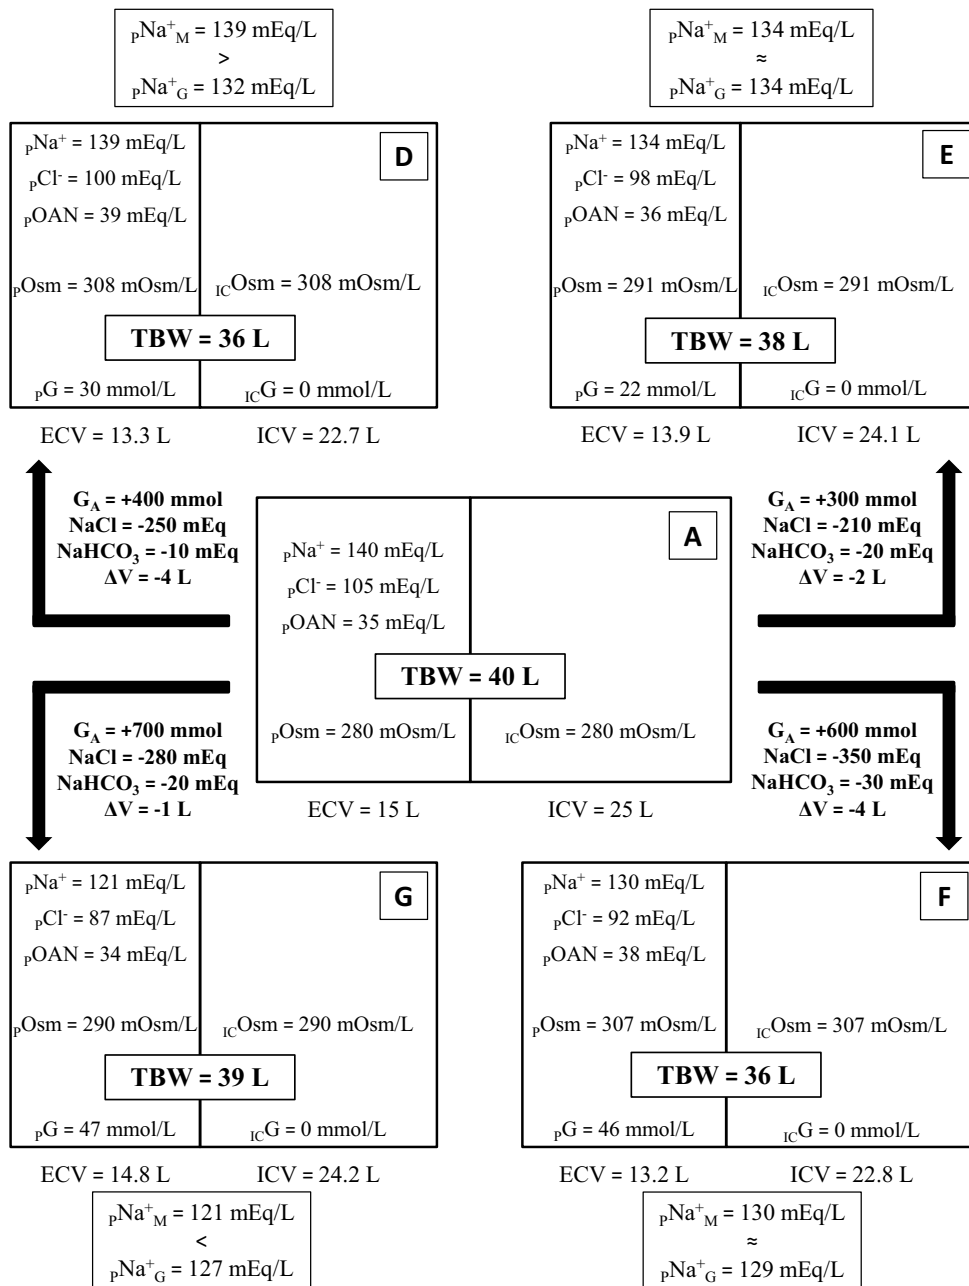 PNa⁺M = 139 mEq/L
>
PNa⁺G = 132 mEq/L
PNa⁺M = 134 mEq/L
≈
PNa⁺G = 134 mEq/L
D
PNa⁺ = 139 mEq/L
PCl⁻ = 100 mEq/L
POAN = 39 mEq/L
POsm = 308 mOsm/L
ICOsm = 308 mOsm/L
TBW = 36 L
PG = 30 mmol/L
ICG = 0 mmol/L
ECV = 13.3 L
ICV = 22.7 L
E
PNa⁺ = 134 mEq/L
PCl⁻ = 98 mEq/L
POAN = 36 mEq/L
POsm = 291 mOsm/L
ICOsm = 291 mOsm/L
TBW = 38 L
PG = 22 mmol/L
ICG = 0 mmol/L
ECV = 13.9 L
ICV = 24.1 L
GA = +400 mmol
NaCl = -250 mEq
NaHCO₃ = -10 mEq
ΔV = -4 L
A
PNa⁺ = 140 mEq/L
PCl⁻ = 105 mEq/L
POAN = 35 mEq/L
TBW = 40 L
POsm = 280 mOsm/L
ICOsm = 280 mOsm/L
ECV = 15 L
ICV = 25 L
GA = +300 mmol
NaCl = -210 mEq
NaHCO₃ = -20 mEq
ΔV = -2 L
GA = +700 mmol
NaCl = -280 mEq
NaHCO₃ = -20 mEq
ΔV = -1 L
GA = +600 mmol
NaCl = -350 mEq
NaHCO₃ = -30 mEq
ΔV = -4 L
G
PNa⁺ = 121 mEq/L
PCl⁻ = 87 mEq/L
POAN = 34 mEq/L
POsm = 290 mOsm/L
ICOsm = 290 mOsm/L
TBW = 39 L
PG = 47 mmol/L
ICG = 0 mmol/L
ECV = 14.8 L
ICV = 24.2 L
F
PNa⁺ = 130 mEq/L
PCl⁻ = 92 mEq/L
POAN = 38 mEq/L
POsm = 307 mOsm/L
ICOsm = 307 mOsm/L
TBW = 36 L
PG = 46 mmol/L
ICG = 0 mmol/L
ECV = 13.2 L
ICV = 22.8 L
PNa⁺M = 121 mEq/L
<
PNa⁺G = 127 mEq/L
PNa⁺M = 130 mEq/L
≈
PNa⁺G = 129 mEq/L